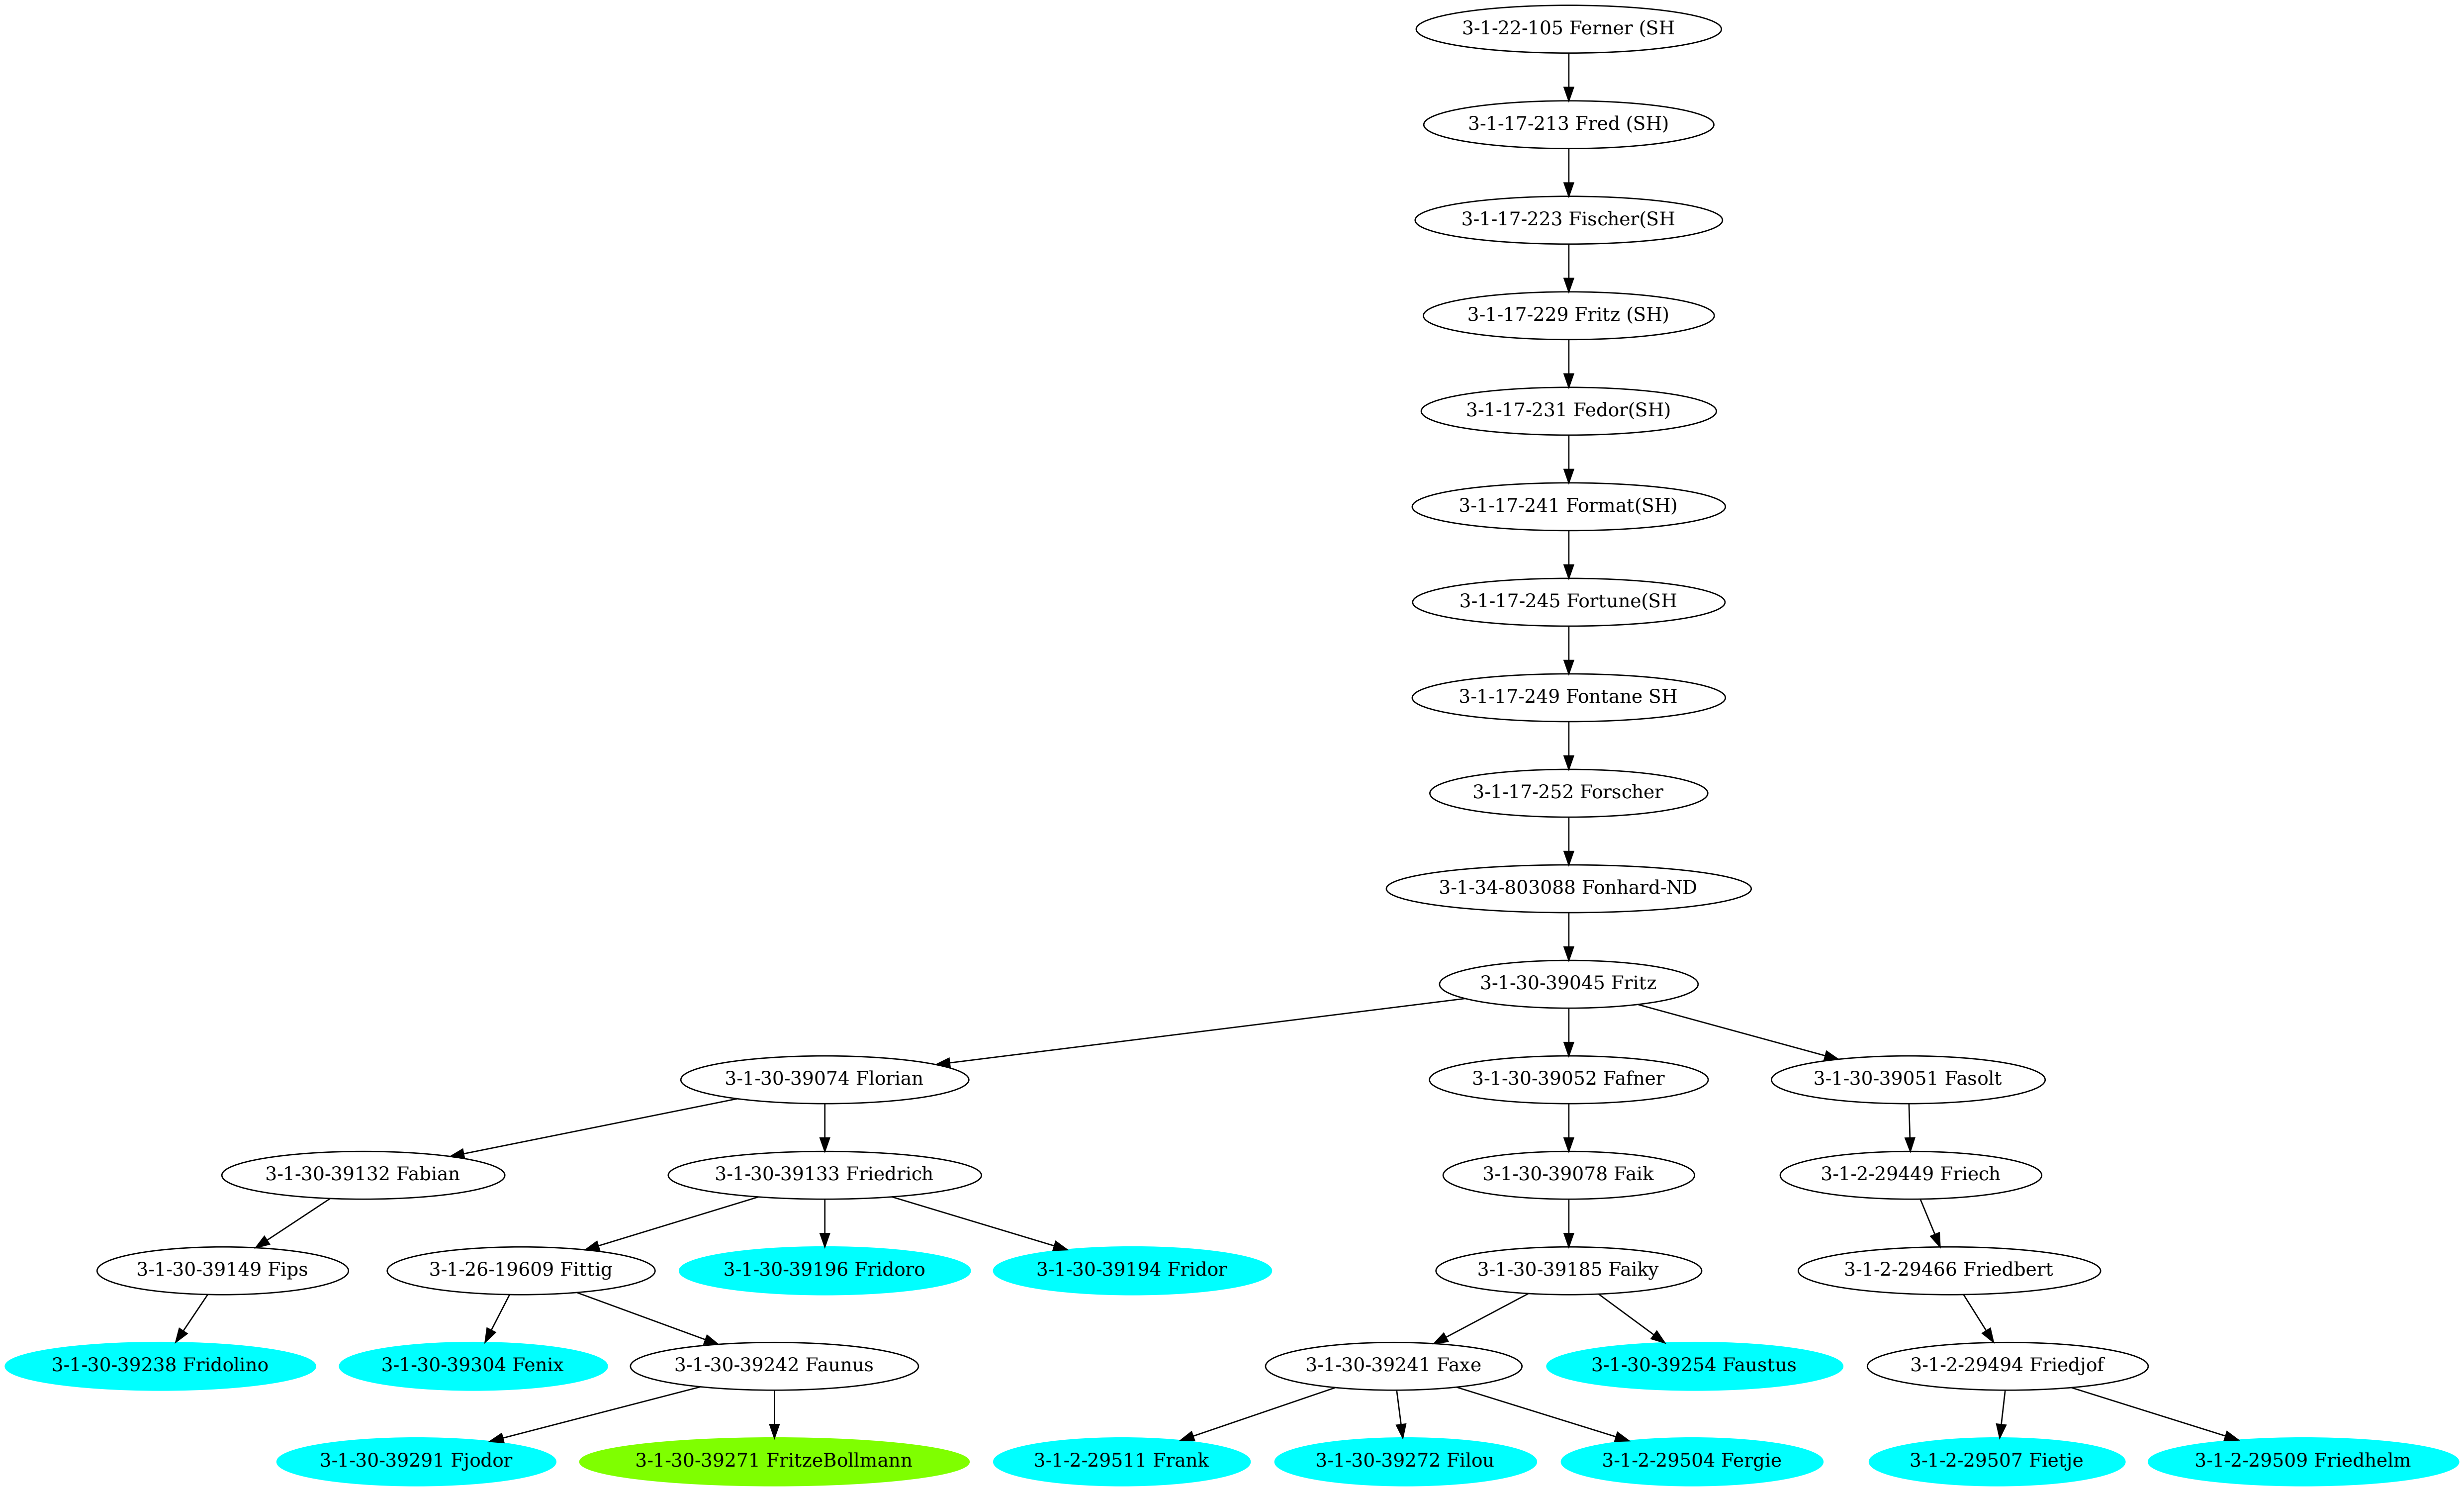 3-1-22-105 Ferner (SH
3-1-17-213 Fred (SH)
3-1-17-223 Fischer(SH
3-1-17-229 Fritz (SH)
3-1-17-231 Fedor(SH)
3-1-17-241 Format(SH)
3-1-17-245 Fortune(SH
3-1-17-249 Fontane SH
3-1-17-252 Forscher
3-1-34-803088 Fonhard-ND
3-1-30-39045 Fritz
3-1-30-39074 Florian
3-1-30-39052 Fafner
3-1-30-39051 Fasolt
3-1-30-39132 Fabian
3-1-30-39133 Friedrich
3-1-30-39078 Faik
3-1-2-29449 Friech
3-1-30-39149 Fips
3-1-26-19609 Fittig
3-1-30-39196 Fridoro
3-1-30-39194 Fridor
3-1-30-39185 Faiky
3-1-2-29466 Friedbert
3-1-30-39238 Fridolino
3-1-30-39304 Fenix
3-1-30-39242 Faunus
3-1-30-39241 Faxe
3-1-30-39254 Faustus
3-1-2-29494 Friedjof
3-1-30-39291 Fjodor
3-1-30-39271 FritzeBollmann
3-1-2-29511 Frank
3-1-30-39272 Filou
3-1-2-29504 Fergie
3-1-2-29507 Fietje
3-1-2-29509 Friedhelm